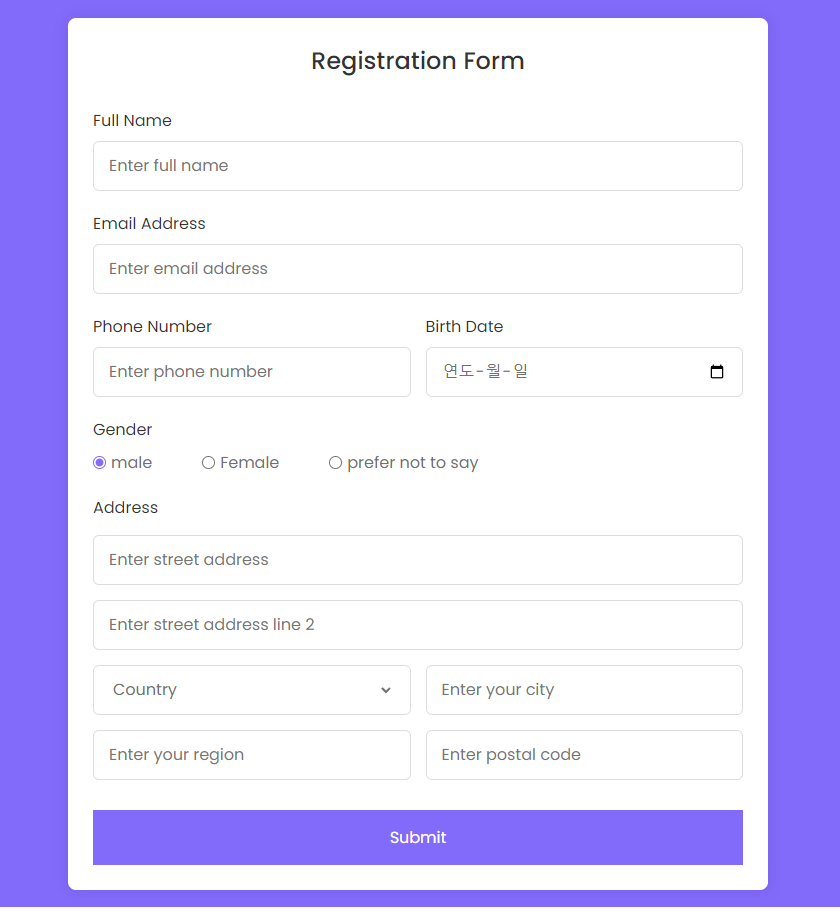 Registration Form
Full Name
Enter full name
Email Address
Enter email address
Phone Number Birth Date
Enter phone number 연도-월-일
Gender
male Female prefer not to say
Address
Enter street address
Enter street address line 2
Country Enter your city
Enter your region Enter postal code
Submit